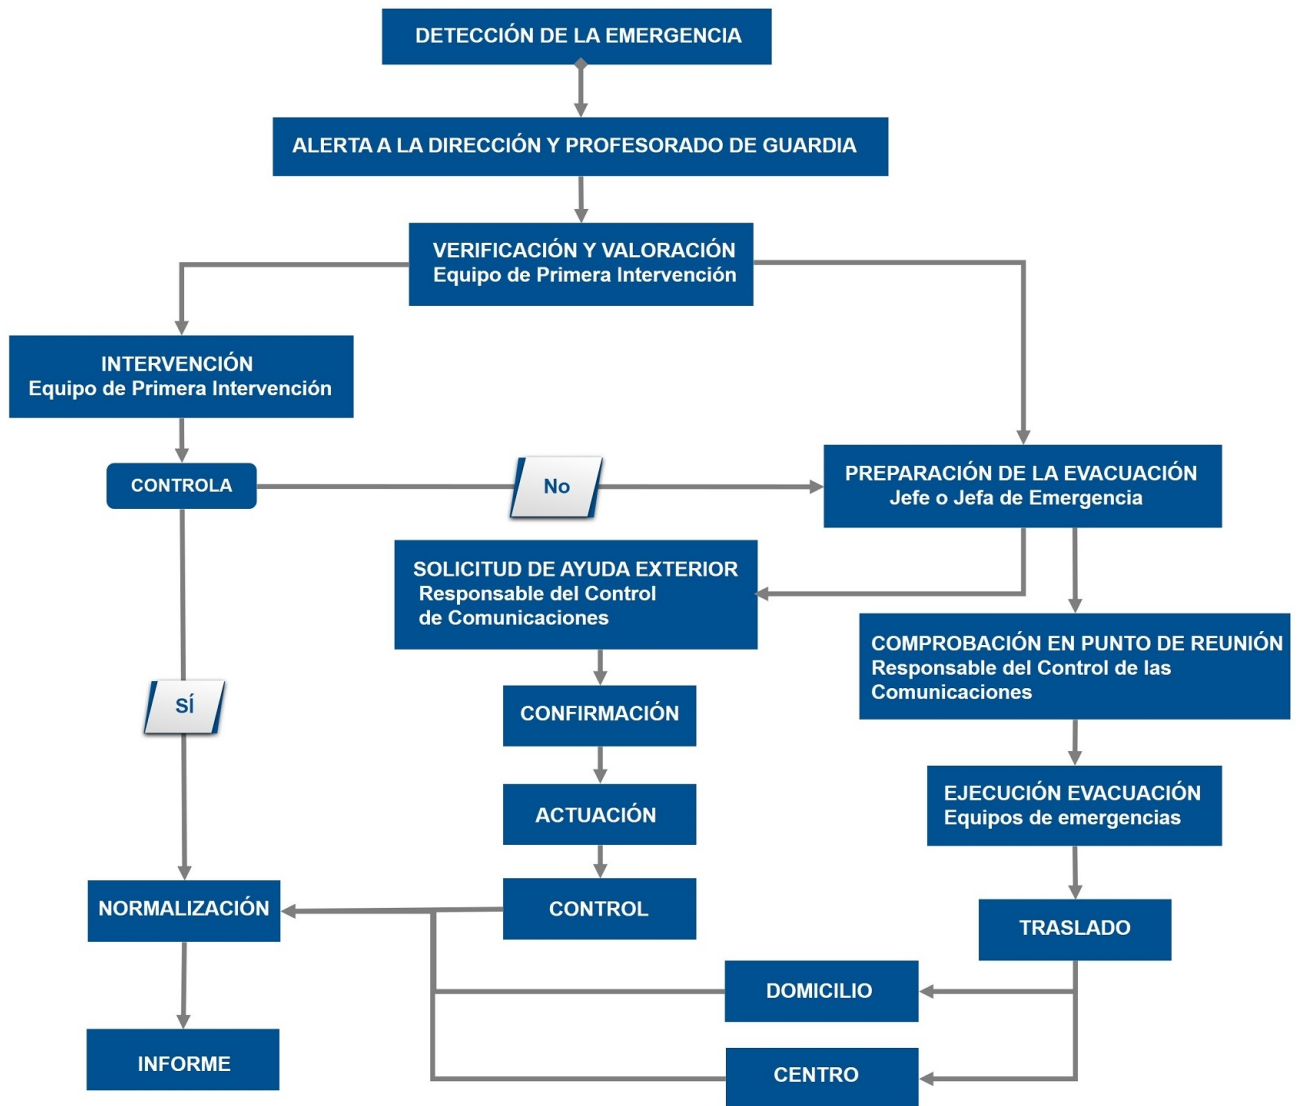 DETECCIÓN DE LA EMERGENCIA
ALERTA A LA DIRECCIÓN Y PROFESORADO DE GUARDIA
VERIFICACIÓN Y VALORACIÓN
Equipo de Primera Intervención
INTERVENCIÓN
Equipo de Primera Intervención
CONTROLA
No
PREPARACIÓN DE LA EVACUACIÓN
Jefe o Jefa de Emergencia
SOLICITUD DE AYUDA EXTERIOR
Responsable del Control
de Comunicaciones
COMPROBACIÓN EN PUNTO DE REUNIÓN
Responsable del Control de las
Comunicaciones
SÍ
CONFIRMACIÓN
EJECUCIÓN EVACUACIÓN
Equipos de emergencias
ACTUACIÓN
NORMALIZACIÓN
CONTROL
TRASLADO
DOMICILIO
INFORME
CENTRO